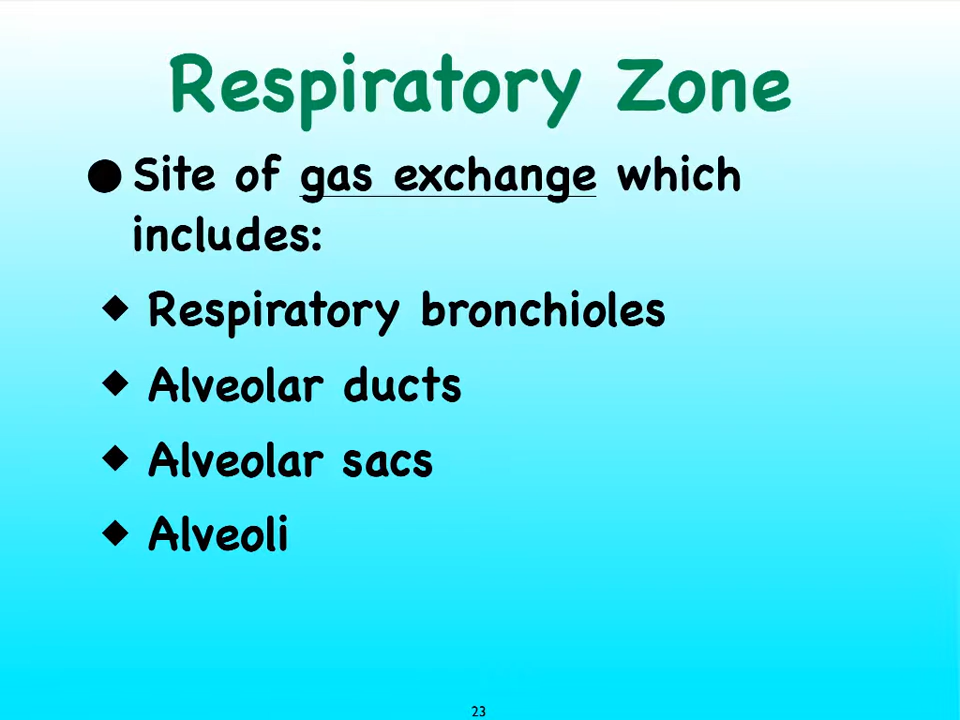 Respiratory Zone
● Site of gas exchange which
includes:
◆ Respiratory bronchioles
◆ Alveolar ducts
◆ Alveolar sacs
◆ Alveoli
23